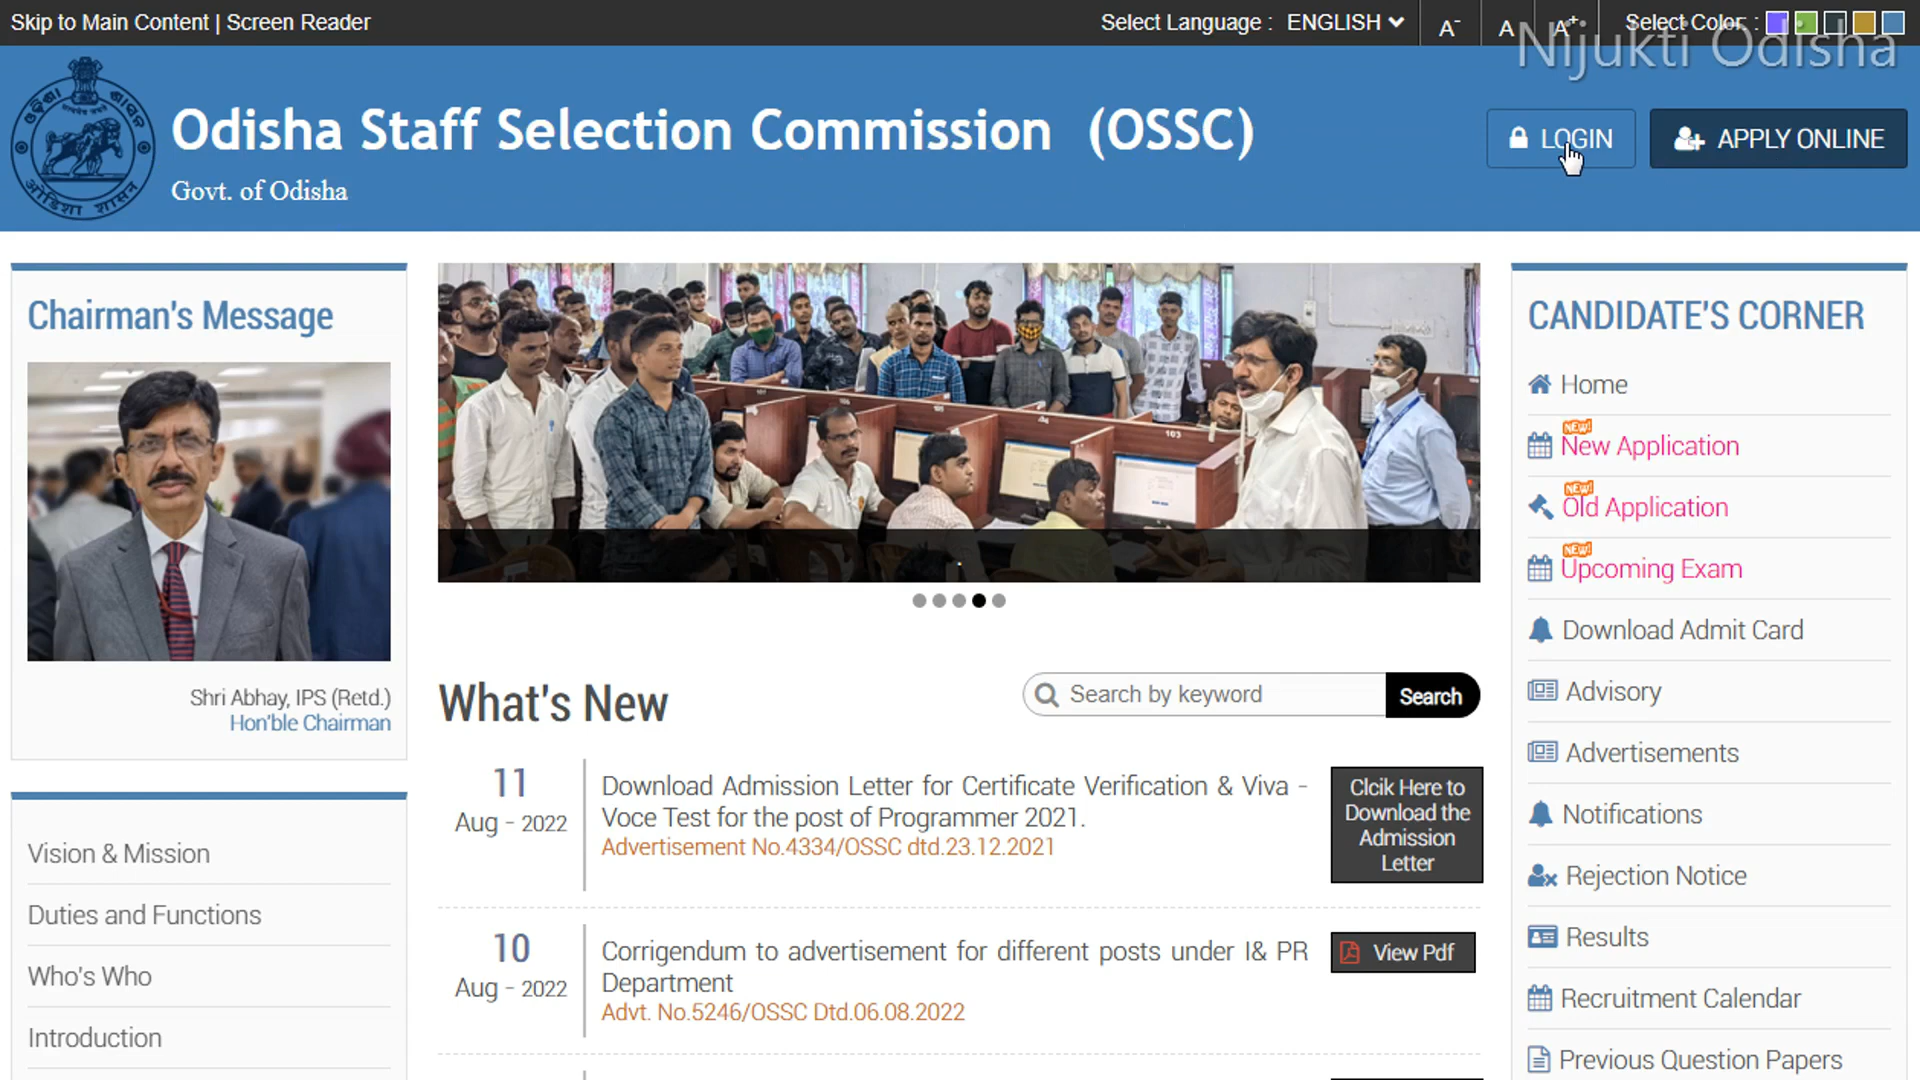 Skip to Main Content | Screen Reader
Select Language : ENGLISH
A- A A+
Select Color :
Nijukti Odisha
Odisha Staff Selection Commission (OSSC)
Govt. of Odisha
LOGIN
APPLY ONLINE
Chairman's Message
Shri Abhay, IPS (Retd.)
Hon'ble Chairman
Vision & Mission
Duties and Functions
Who's Who
Introduction
103
What's New
Search by keyword
Search
11
Aug - 2022
Download Admission Letter for Certificate Verification & Viva -
Voce Test for the post of Programmer 2021.
Advertisement No.4334/OSSC dtd.23.12.2021
Clcik Here to
Download the
Admission
Letter
10
Aug - 2022
Corrigendum to advertisement for different posts under I& PR
Department
Advt. No.5246/OSSC Dtd.06.08.2022
View Pdf
CANDIDATE'S CORNER
Home
NEW!
New Application
NEW!
Old Application
NEW!
Upcoming Exam
Download Admit Card
Advisory
Advertisements
Notifications
Rejection Notice
Results
Recruitment Calendar
Previous Question Papers